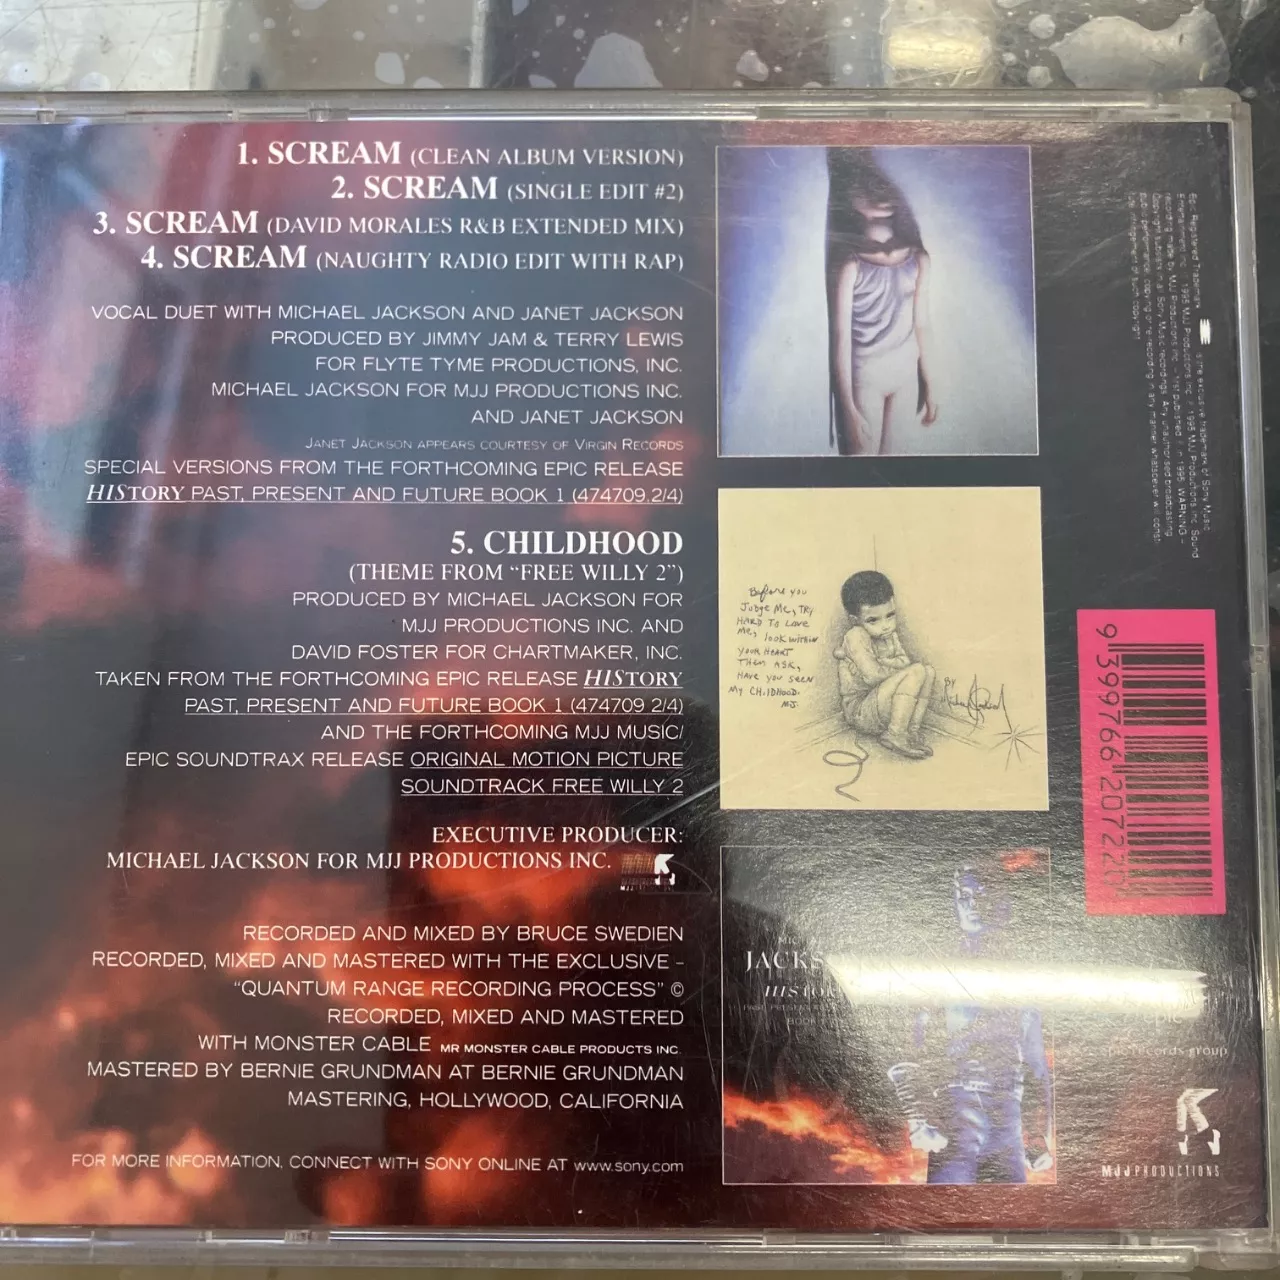 1. SCREAM (CLEAN ALBUM VERSION)
2. SCREAM (SINGLE EDIT #2)
3. SCREAM (DAVID MORALES R&B EXTENDED MIX)
4. SCREAM (NAUGHTY RADIO EDIT WITH RAP)
VOCAL DUET WITH MICHAEL JACKSON AND JANET JACKSON
PRODUCED BY JIMMY JAM & TERRY LEWIS
FOR FLYTE TYME PRODUCTIONS, INC.
MICHAEL JACKSON FOR MJJ PRODUCTIONS INC.
AND JANET JACKSON
JANET JACKSON APPEARS COURTESY OF VIRGIN RECORDS
SPECIAL VERSIONS FROM THE FORTHCOMING EPIC RELEASE
HISTORY PAST, PRESENT AND FUTURE BOOK 1 (474709.2/4)
5. CHILDHOOD
(THEME FROM “FREE WILLY 2”)
PRODUCED BY MICHAEL JACKSON FOR
MJJ PRODUCTIONS INC. AND
DAVID FOSTER FOR CHARTMAKER, INC.
TAKEN FROM THE FORTHCOMING EPIC RELEASE HISTORY
PAST, PRESENT AND FUTURE BOOK 1 (474709 2/4)
AND THE FORTHCOMING MJJ MUSIC/
EPIC SOUNDTRAX RELEASE ORIGINAL MOTION PICTURE
SOUNDTRACK FREE WILLY 2
EXECUTIVE PRODUCER:
MICHAEL JACKSON FOR MJJ PRODUCTIONS INC.
RECORDED AND MIXED BY BRUCE SWEDIEN
RECORDED, MIXED AND MASTERED WITH THE EXCLUSIVE –
“QUANTUM RANGE RECORDING PROCESS” ©
RECORDED, MIXED AND MASTERED
WITH MONSTER CABLE MR MONSTER CABLE PRODUCTS INC.
MASTERED BY BERNIE GRUNDMAN AT BERNIE GRUNDMAN
MASTERING, HOLLYWOOD, CALIFORNIA
FOR MORE INFORMATION, CONNECT WITH SONY ONLINE AT www.sony.com
Before you
Judge Me, TRY
HARD TO Love
Me, look within
your Heart
Then ASK,
Have you seen
My CHILDHOOD.
MJ.
By
is the exclusive trademark of Sony Music
9 399766 207220
epic records group
MJJ PRODUCTIONS